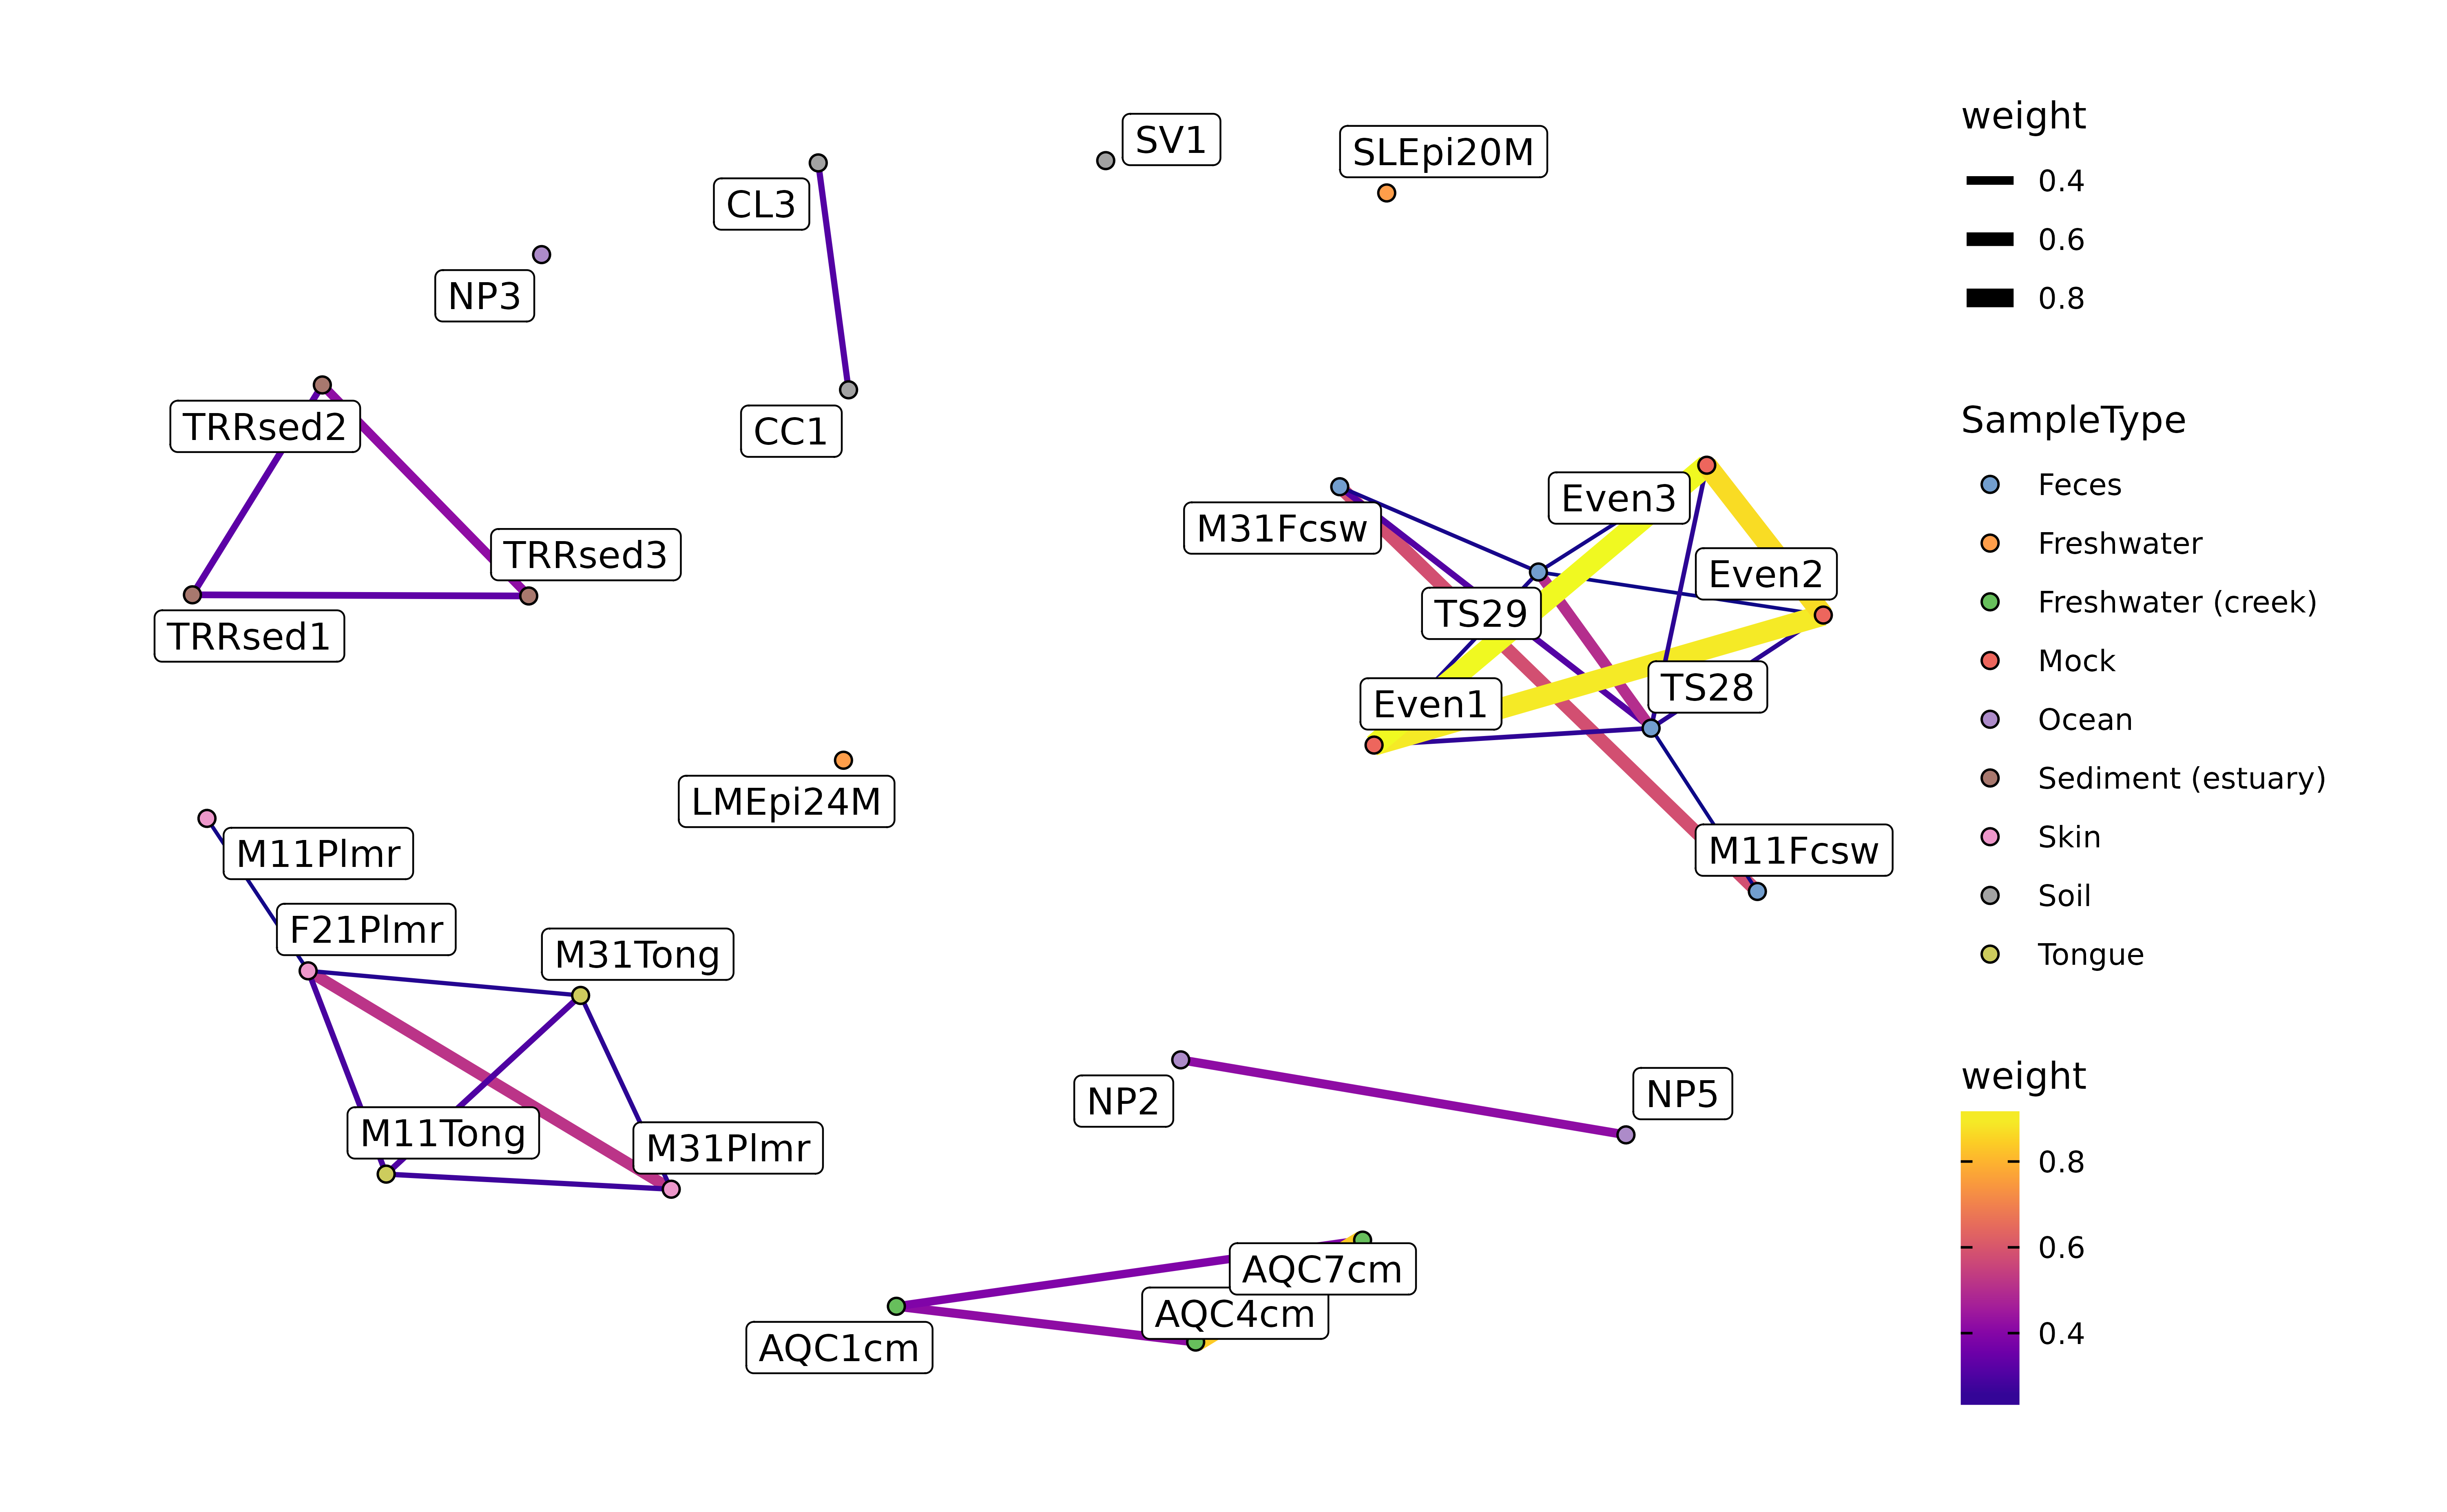 SV1
SLEpi20M
CL3
NP3
CC1
TRRsed2
TRRsed3
TRRsed1
M31Fcsw
Even3
Even2
TS29
TS28
Even1
M11Fcsw
LMEpi24M
M11Plmr
F21Plmr
M31Tong
M11Tong
M31Plmr
NP2
NP5
AQC7cm
AQC4cm
AQC1cm
weight
0.4
0.6
0.8
SampleType
Feces
Freshwater
Freshwater (creek)
Mock
Ocean
Sediment (estuary)
Skin
Soil
Tongue
weight
0.8
0.6
0.4